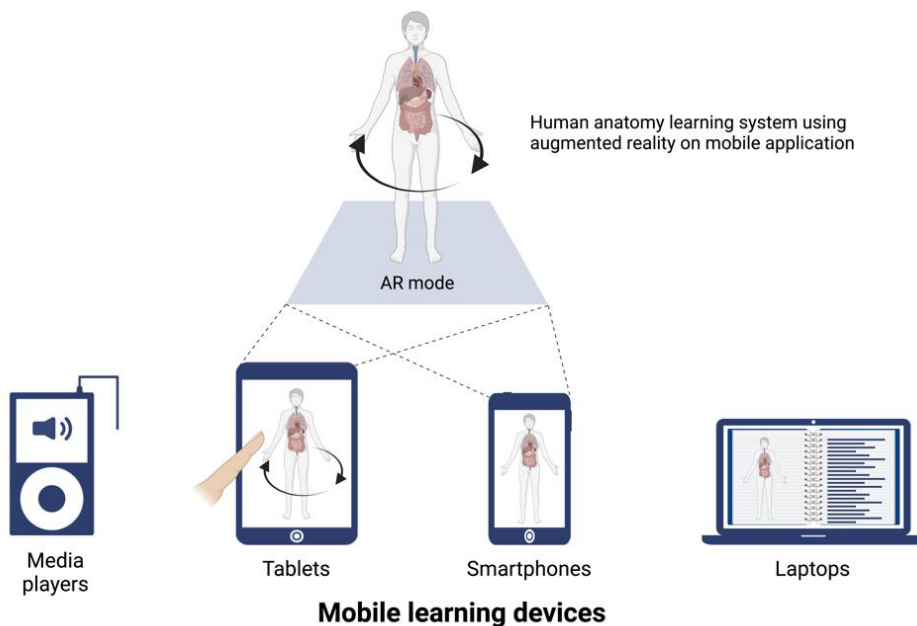 Human anatomy learning system using
augmented reality on mobile application
AR mode
Media
players
Tablets
Smartphones
Laptops
Mobile learning devices